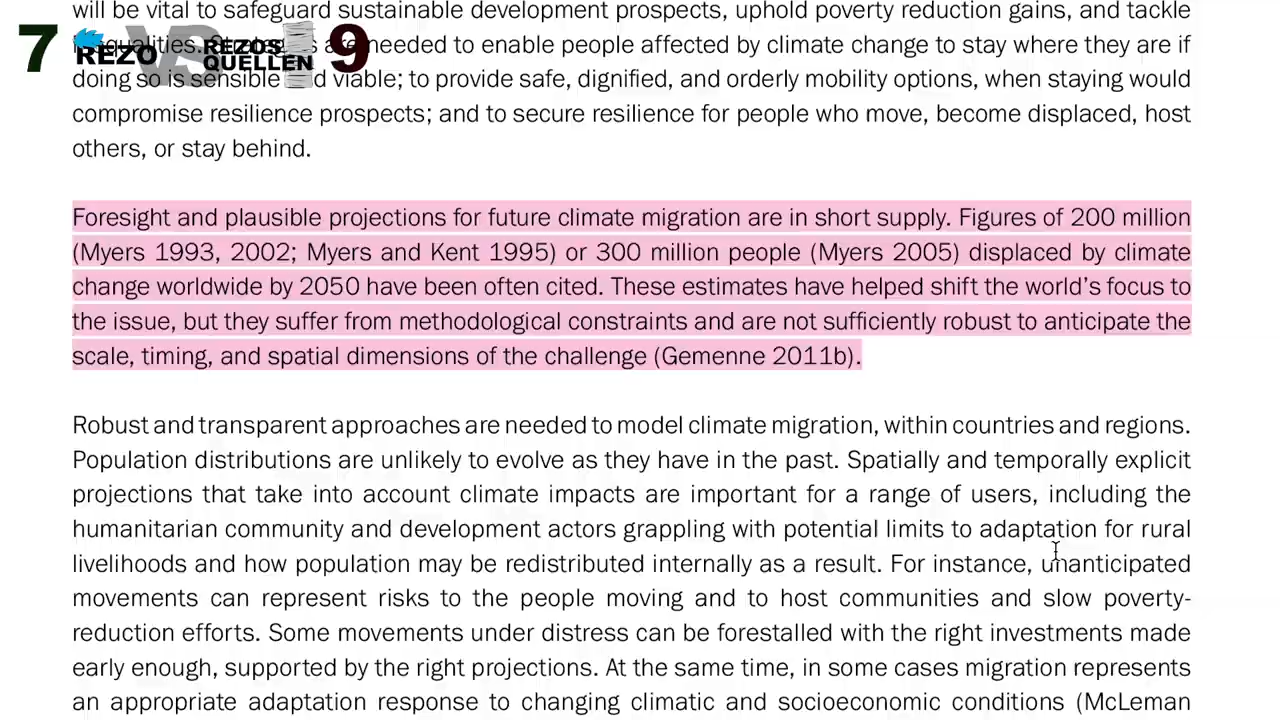 will be vital to safeguard sustainable development prospects, uphold poverty reduction gains, and tackle
7 REZO VS REZOS QUELLEN 9
inequalities. Strategies are needed to enable people affected by climate change to stay where they are if
doing so is sensible and viable; to provide safe, dignified, and orderly mobility options, when staying would
compromise resilience prospects; and to secure resilience for people who move, become displaced, host
others, or stay behind.
Foresight and plausible projections for future climate migration are in short supply. Figures of 200 million
(Myers 1993, 2002; Myers and Kent 1995) or 300 million people (Myers 2005) displaced by climate
change worldwide by 2050 have been often cited. These estimates have helped shift the world's focus to
the issue, but they suffer from methodological constraints and are not sufficiently robust to anticipate the
scale, timing, and spatial dimensions of the challenge (Gemenne 2011b).
Robust and transparent approaches are needed to model climate migration, within countries and regions.
Population distributions are unlikely to evolve as they have in the past. Spatially and temporally explicit
projections that take into account climate impacts are important for a range of users, including the
humanitarian community and development actors grappling with potential limits to adaptation for rural
livelihoods and how population may be redistributed internally as a result. For instance, unanticipated
movements can represent risks to the people moving and to host communities and slow poverty-
reduction efforts. Some movements under distress can be forestalled with the right investments made
early enough, supported by the right projections. At the same time, in some cases migration represents
an appropriate adaptation response to changing climatic and socioeconomic conditions (McLeman